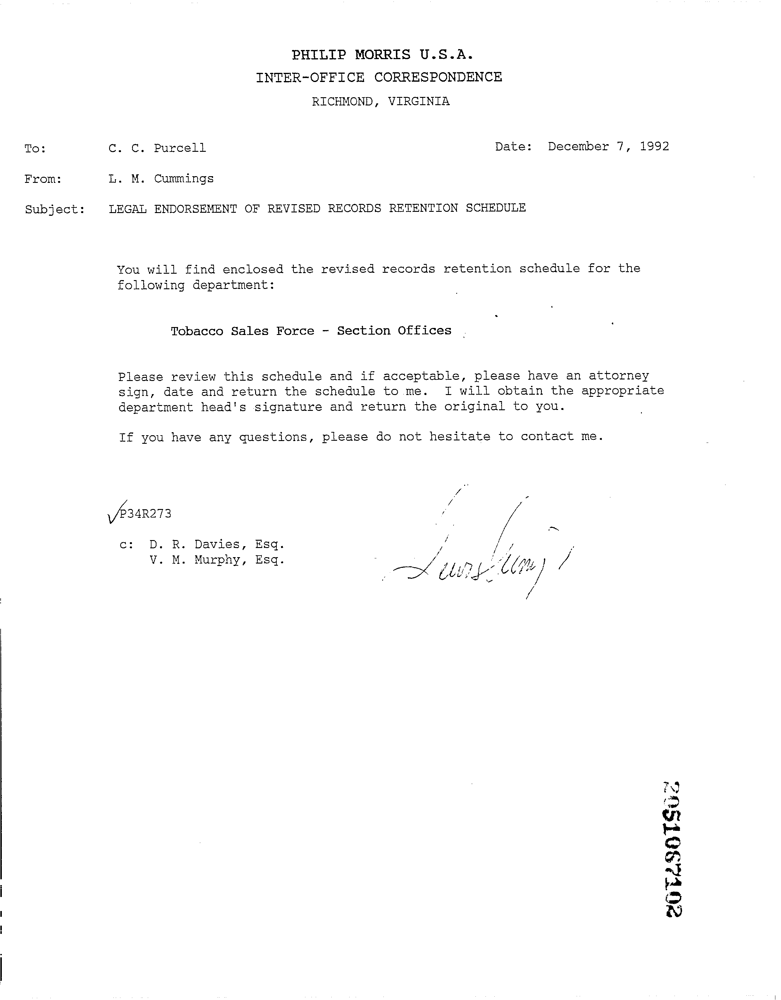 PHILIP MORRIS U.S.A.
INTER-OFFICE CORRESPONDENCE
RICHMOND, VIRGINIA
To: C. C. Purcell Date: December 7, 1992
From: L. M. Cummings
Subject: LEGAL ENDORSEMENT OF REVISED RECORDS RETENTION SCHEDULE
You will find enclosed the revised records retention schedule for the
following department:
Tobacco Sales Force - Section Offices
Please review this schedule and if acceptable, please have an attorney
sign, date and return the schedule to me. I will obtain the appropriate
department head's signature and return the original to you.
If you have any questions, please do not hesitate to contact me.
P34R273
c: D. R. Davies, Esq.
V. M. Murphy, Esq.
2051067102